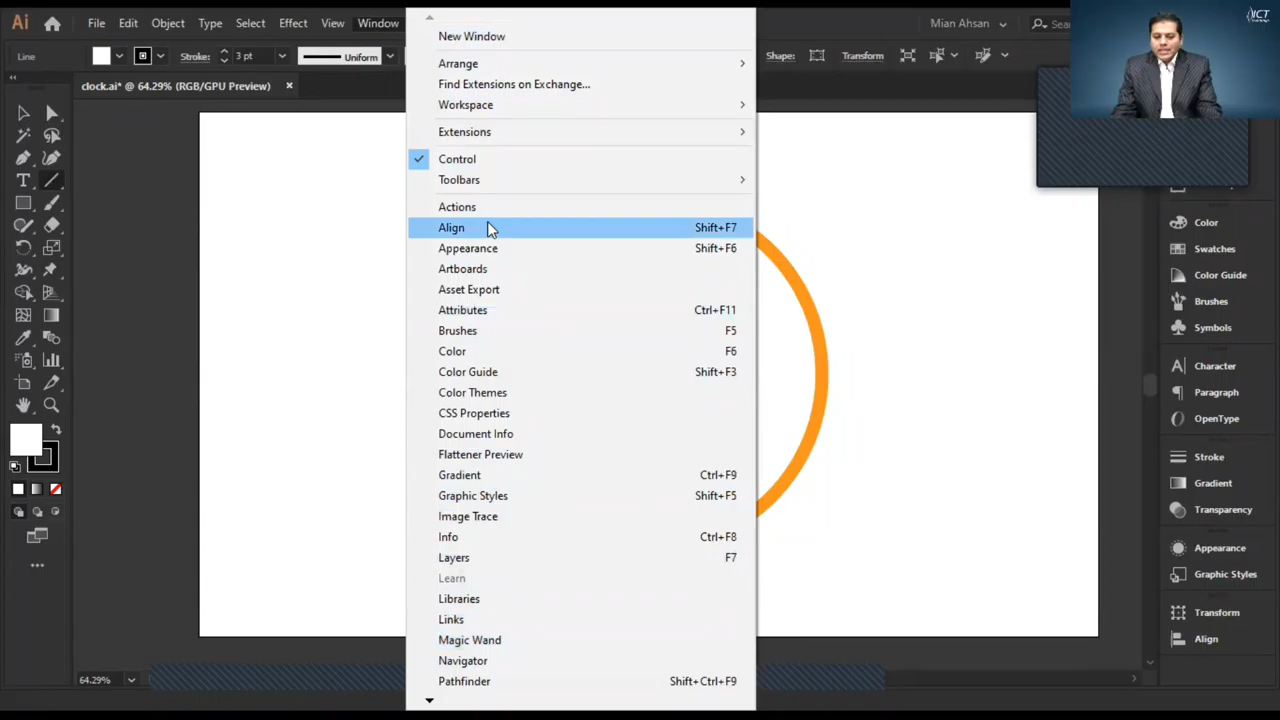 Ai File Edit Object Type Select Effect View Window Mian Ahsan
ICT
Line Stroke: 3 pt Uniform Shape: Transform
clock.ai* @ 64.29% (RGB/GPU Preview) ×
New Window
Arrange
Find Extensions on Exchange...
Workspace
Extensions
Control
Toolbars
Actions
Align Shift+F7
Appearance Shift+F6
Artboards
Asset Export
Attributes Ctrl+F11
Brushes F5
Color F6
Color Guide Shift+F3
Color Themes
CSS Properties
Document Info
Flattener Preview
Gradient Ctrl+F9
Graphic Styles Shift+F5
Image Trace
Info Ctrl+F8
Layers F7
Learn
Libraries
Links
Magic Wand
Navigator
Pathfinder Shift+Ctrl+F9
Color
Swatches
Color Guide
Brushes
Symbols
Character
Paragraph
OpenType
Stroke
Gradient
Transparency
Appearance
Graphic Styles
Transform
Align
64.29%